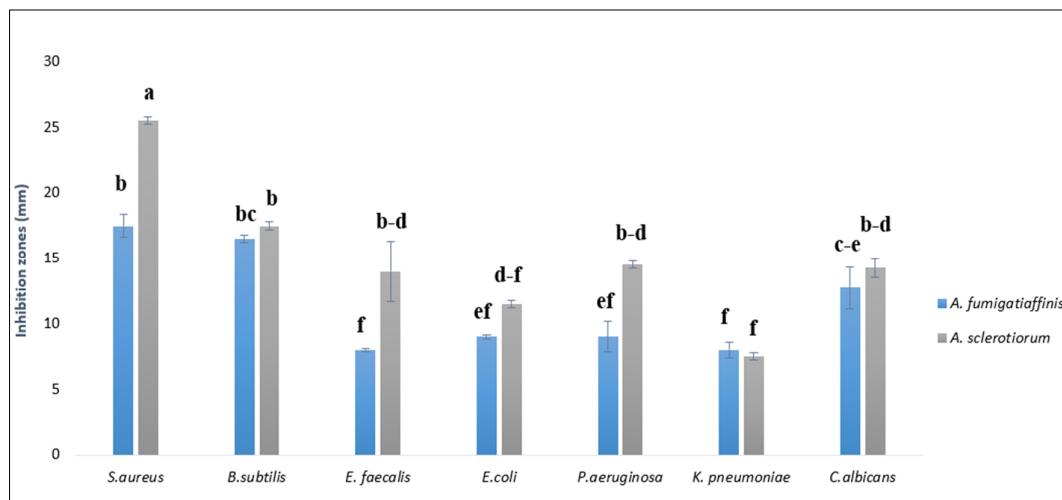 30
25
20
15
10
5
0
Inhibition zones (mm)
a
b
bc
b
b-d
f
d-f
ef
b-d
ef
f
f
b-d
c-e
A. fumigatiaffinis
A. sclerotiorum
S.aureus
B.subtilis
E. faecalis
E.coli
P.aeruginosa
K. pneumoniae
C.albicans